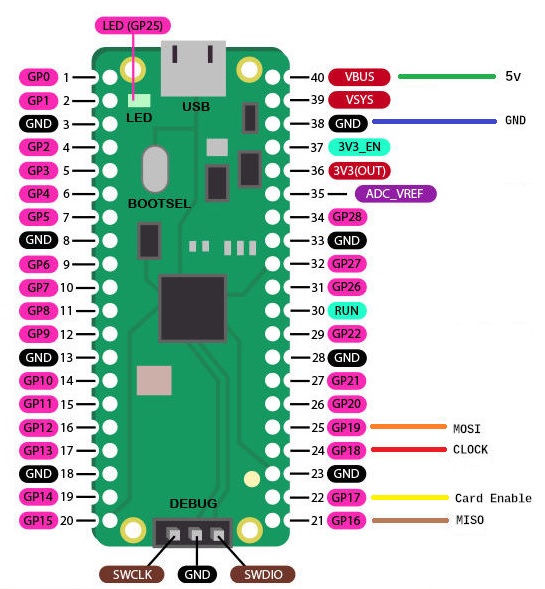 LED (GP25)
GP0 1 40 VBUS 5v
GP1 2 LED USB 39 VSYS
GND 3 38 GND GND
GP2 4 37 3V3_EN
GP3 5 36 3V3(OUT)
GP4 6 BOOTSEL 35 ADC_VREF
GP5 7 34 GP28
GND 8 33 GND
GP6 9 32 GP27
GP7 10 31 GP26
GP8 11 30 RUN
GP9 12 29 GP22
GND 13 28 GND
GP10 14 27 GP21
GP11 15 26 GP20
GP12 16 25 GP19 MOSI
GP13 17 24 GP18 CLOCK
GND 18 23 GND
GP14 19 DEBUG 22 GP17 Card Enable
GP15 20 21 GP16 MISO
SWCLK GND SWDIO